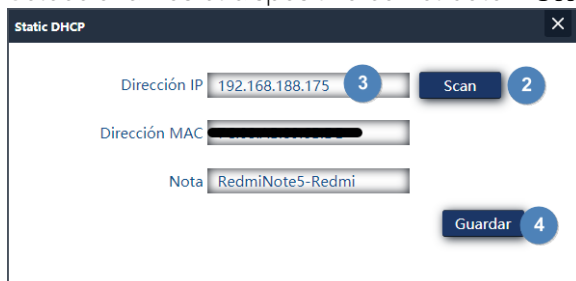 Static DHCP
Dirección IP 192.168.188.175 3 Scan 2
Dirección MAC
Nota RedmiNote5-Redmi
Guardar 4